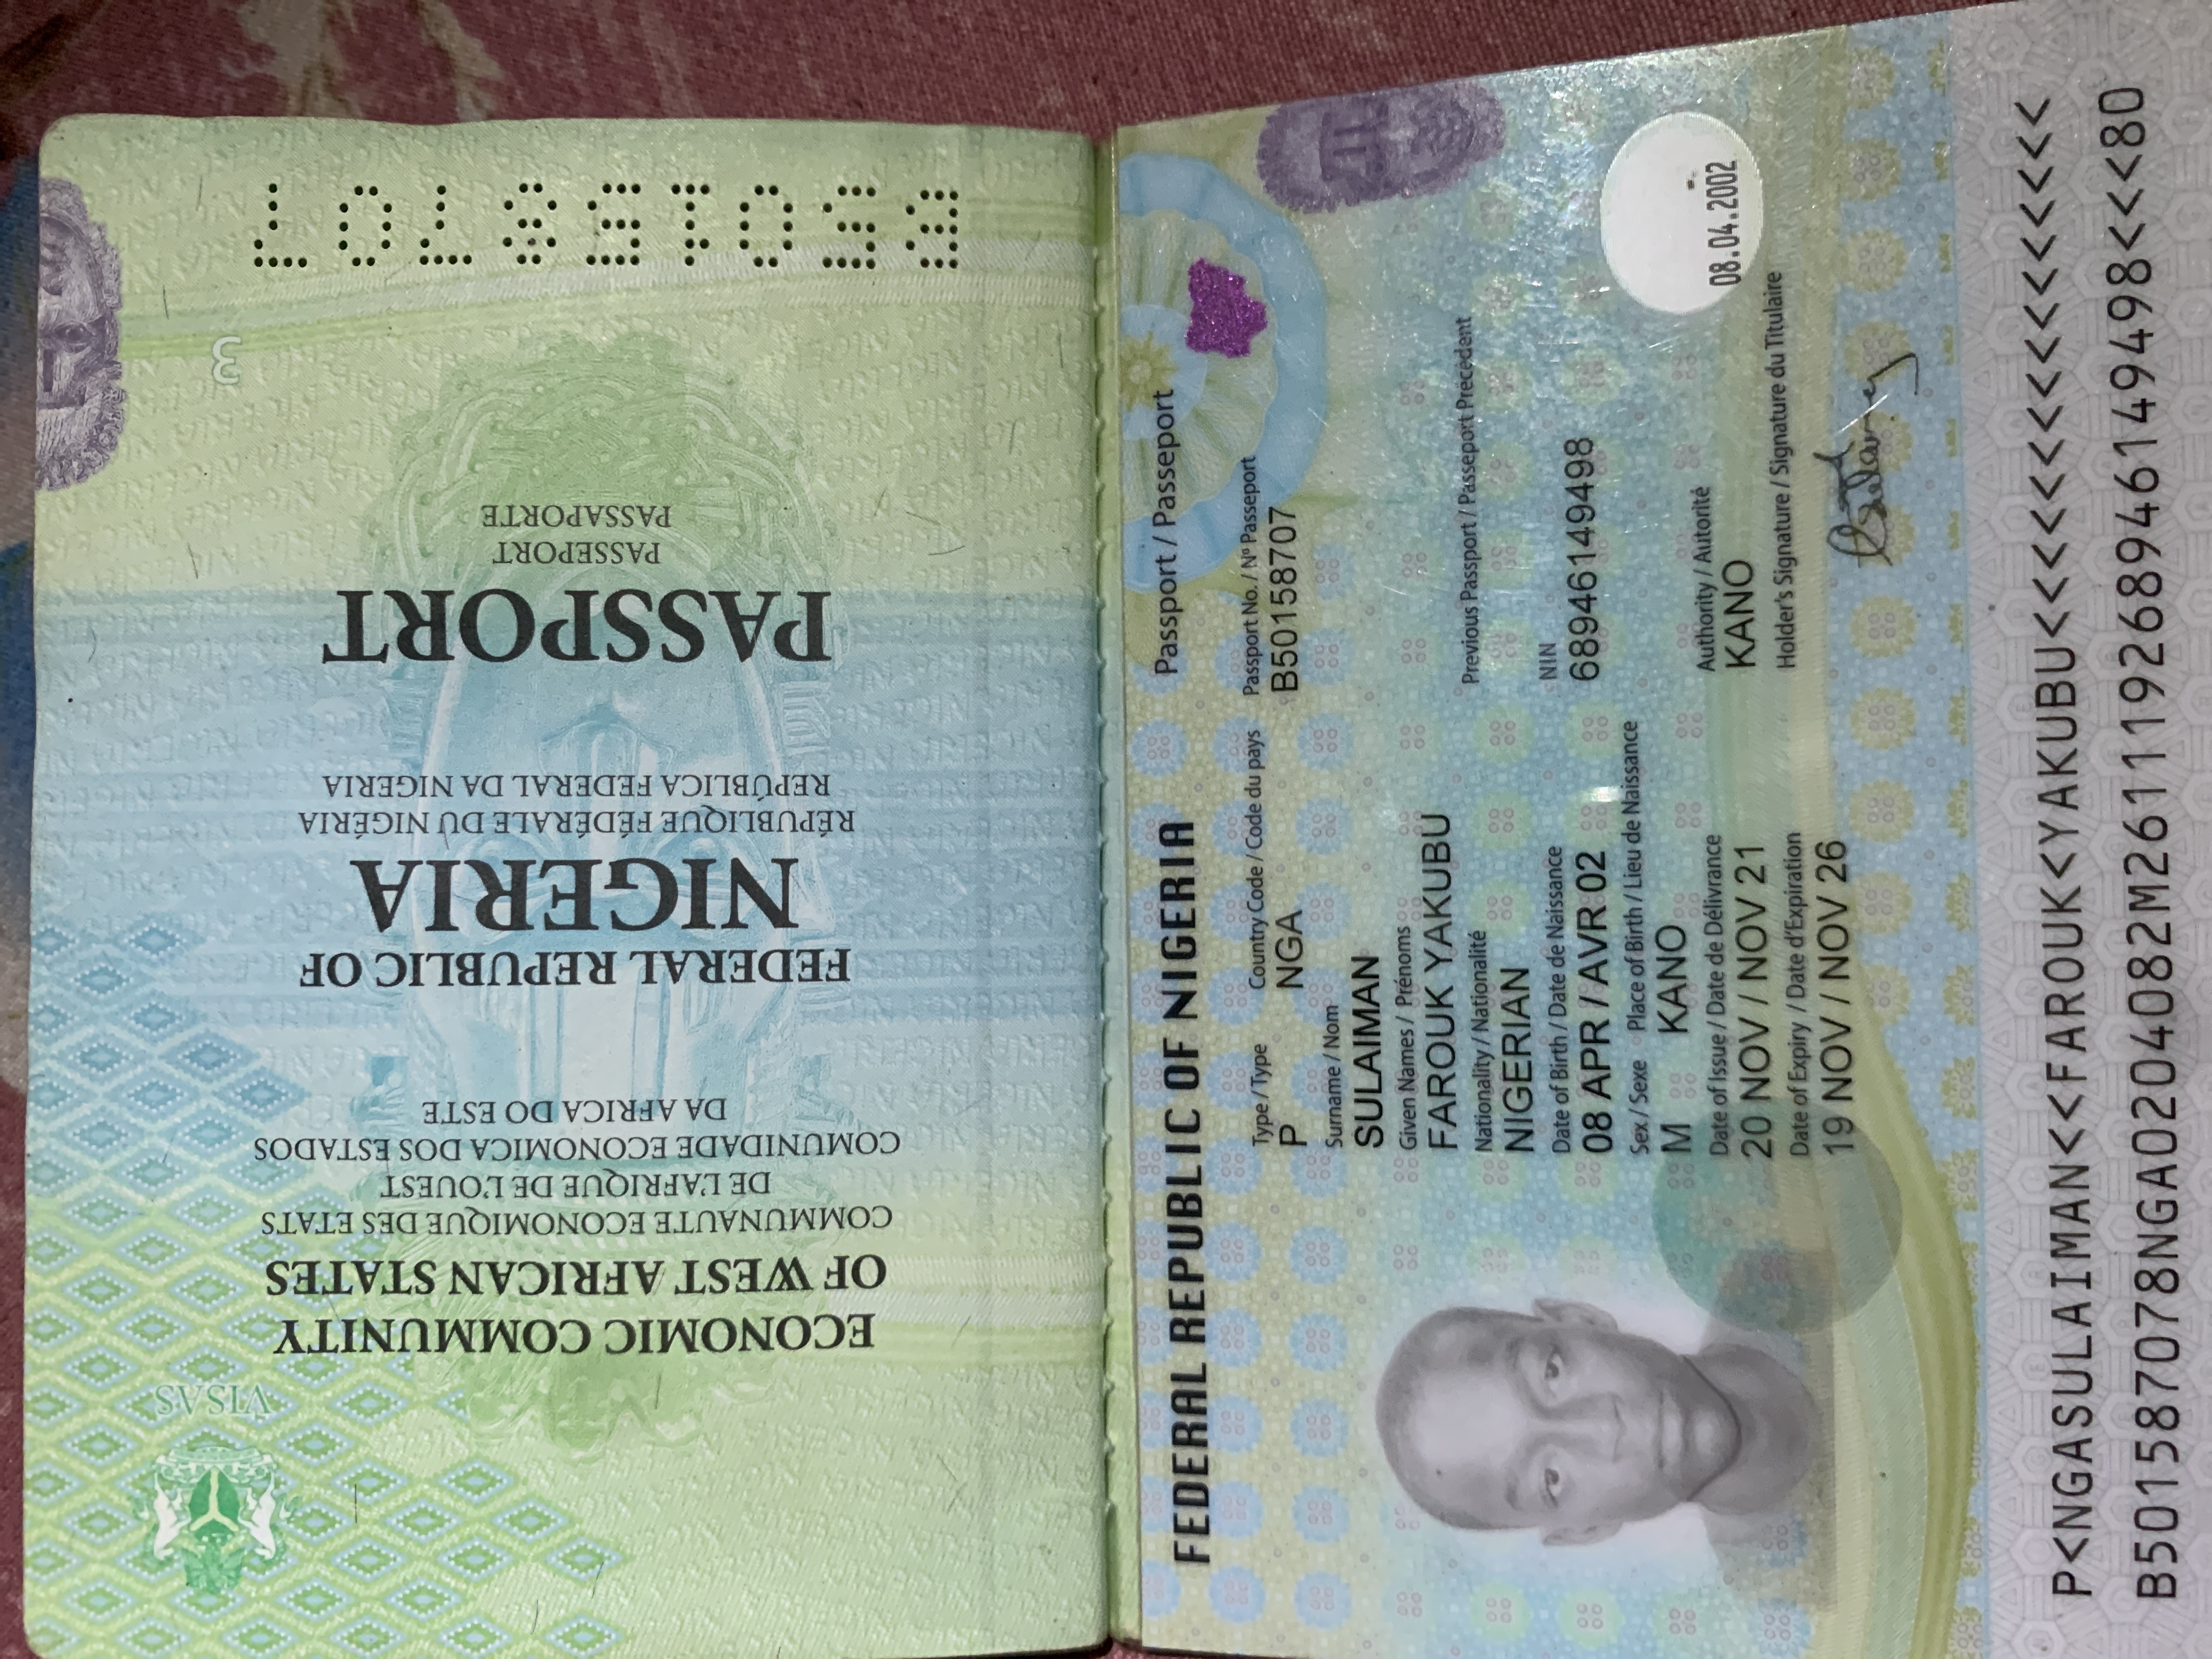 VISAS
ECONOMIC COMMUNITY
OF WEST AFRICAN STATES
COMMUNAUTE ECONOMIQUE DES ETATS
DE L'AFRIQUE DE L'OUEST
COMUNIDADE ECONOMICA DOS ESTADOS
DA AFRICA DO ESTE
FEDERAL REPUBLIC OF
NIGERIA
RÉPUBLIQUE FÉDÉRALE DU NIGÉRIA
REPÚBLICA FEDERAL DA NIGERIA
PASSPORT
PASSEPORT
PASSAPORTE
3
B50158707
FEDERAL REPUBLIC OF NIGERIA
Passport / Passeport
Type / Type Country Code / Code du pays Passport No. / Nº Passeport
P NGA B50158707
Surname / Nom
SULAIMAN
Given Names / Prénoms
FAROUK YAKUBU
Nationality / Nationalité Previous Passport / Passeport Précédent
NIGERIAN
Date of Birth / Date de Naissance NIN
08 APR / AVR 02 68946149498
Sex / Sexe Place of Birth / Lieu de Naissance
M KANO
Date of Issue / Date de Délivrance Authority / Autorité
20 NOV / NOV 21 KANO
08.04.2002
Date of Expiry / Date d'Expiration Holder's Signature / Signature du Titulaire
19 NOV / NOV 26
P<NGASULAIMAN<<FAROUK<YAKUBU<<<<<<<<<<<<<<<<
B501587078NGA0204082M261119268946149498<<<80